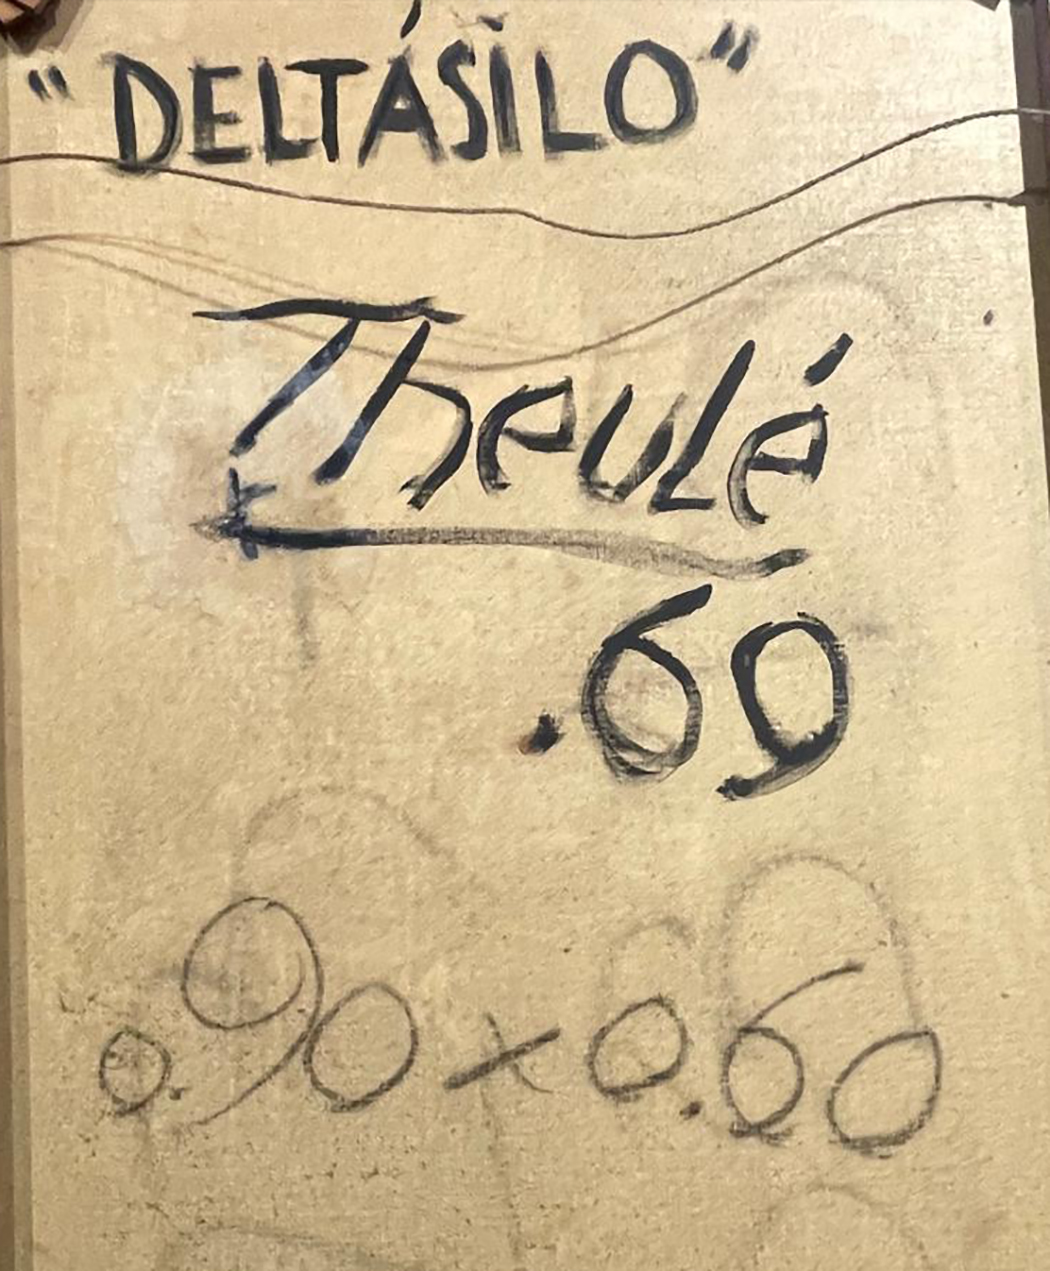 "DELTÁSILO"
Theulé
.69
0.90 x 0.60